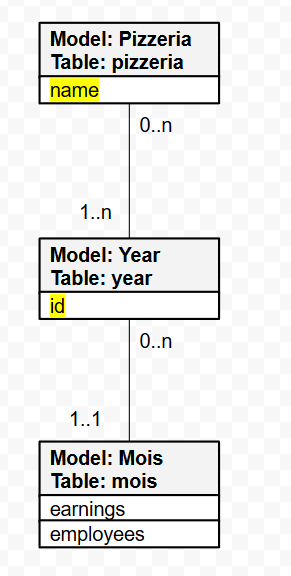 Model: Pizzeria
Table: pizzeria
name
0..n
1..n
Model: Year
Table: year
id
0..n
1..1
Model: Mois
Table: mois
earnings
employees